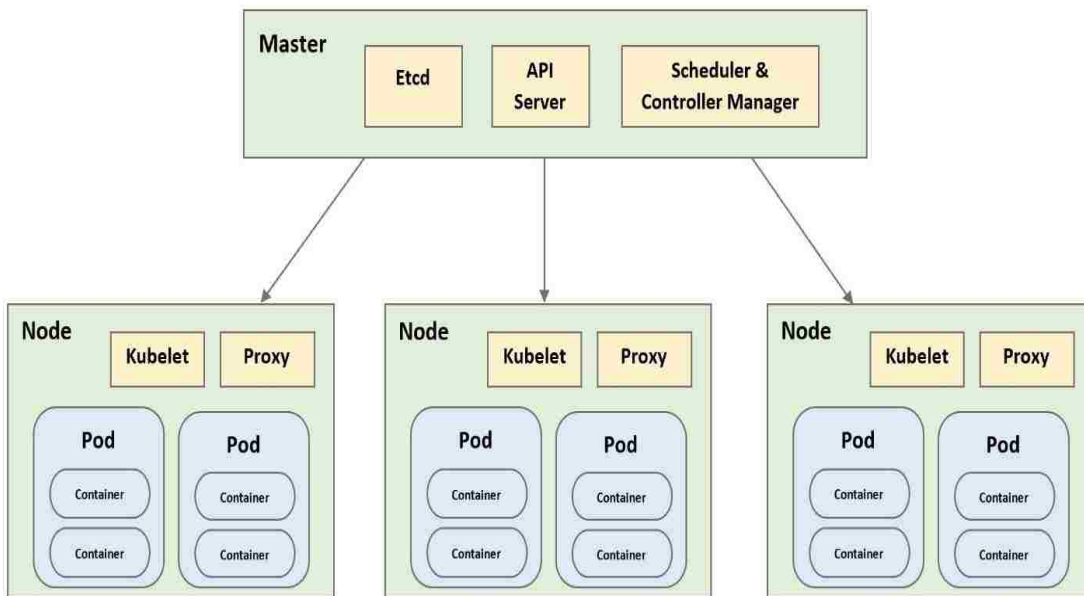 Master
Etcd
API
Server
Scheduler &
Controller Manager
Node
Kubelet
Proxy
Pod
Container
Container
Pod
Container
Container
Node
Kubelet
Proxy
Pod
Container
Container
Pod
Container
Container
Node
Kubelet
Proxy
Pod
Container
Container
Pod
Container
Container